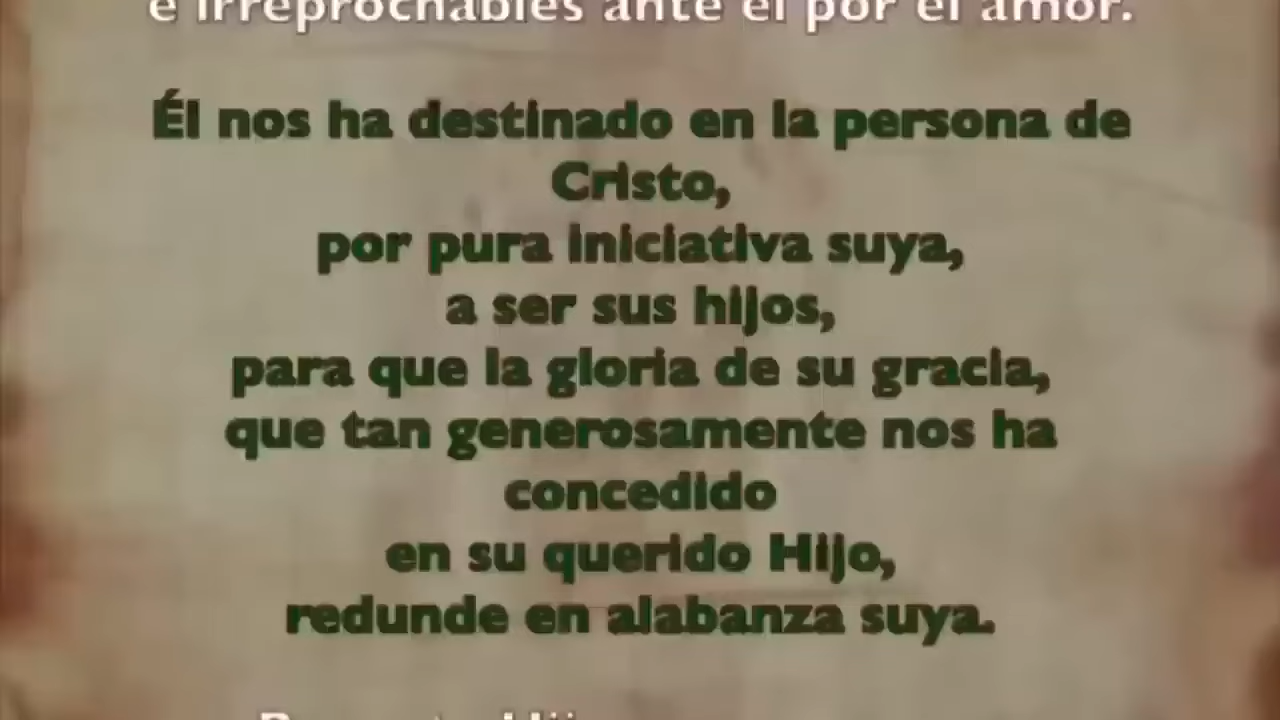 e irreprochables ante él por el amor.
Él nos ha destinado en la persona de
Cristo,
por pura iniciativa suya,
a ser sus hijos,
para que la gloria de su gracia,
que tan generosamente nos ha
concedido
en su querido Hijo,
redunde en alabanza suya.